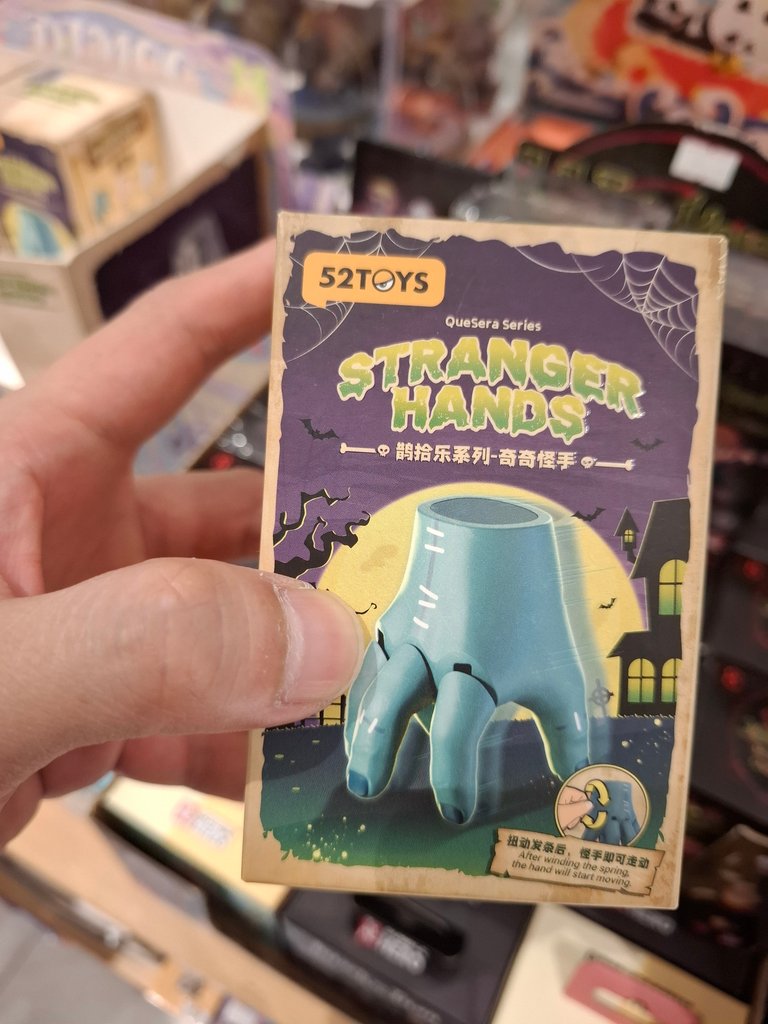 52TOYS
QueSera Series
STRANGER
HANDS
鹊拾乐系列-奇奇怪手
扭动发条后，怪手即可走动
After winding the spring,
the hand will start moving.